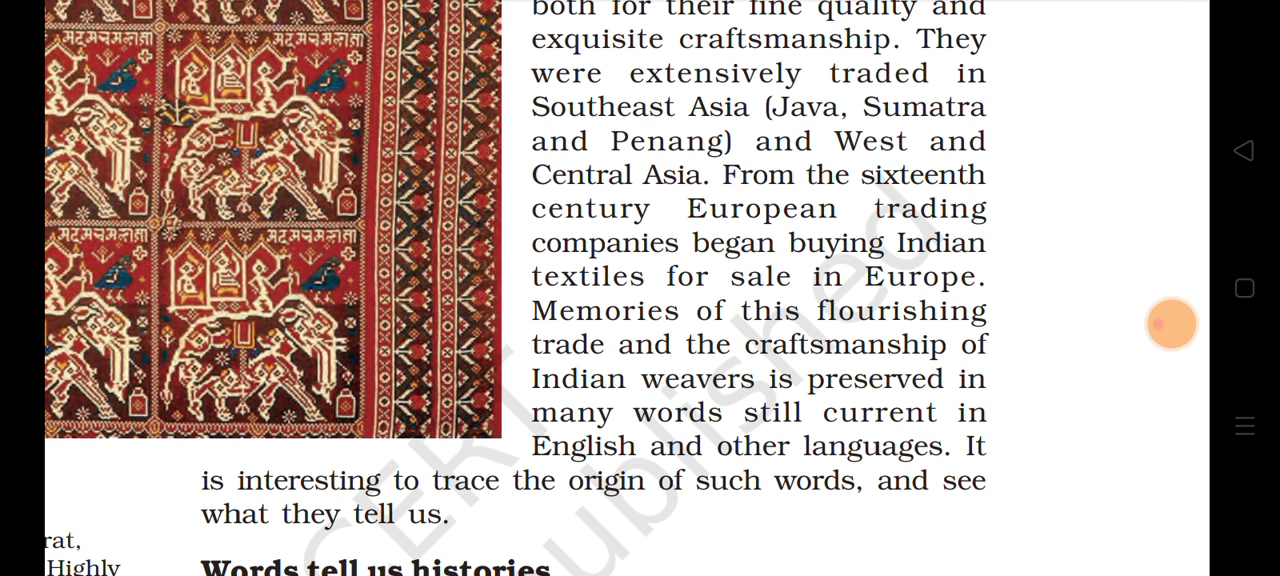 both for their fine quality and
exquisite craftsmanship. They
were extensively traded in
Southeast Asia (Java, Sumatra
and Penang) and West and
Central Asia. From the sixteenth
century European trading
companies began buying Indian
textiles for sale in Europe.
Memories of this flourishing
trade and the craftsmanship of
Indian weavers is preserved in
many words still current in
English and other languages. It
is interesting to trace the origin of such words, and see
what they tell us.
rat,
Highly
Words tell us histories